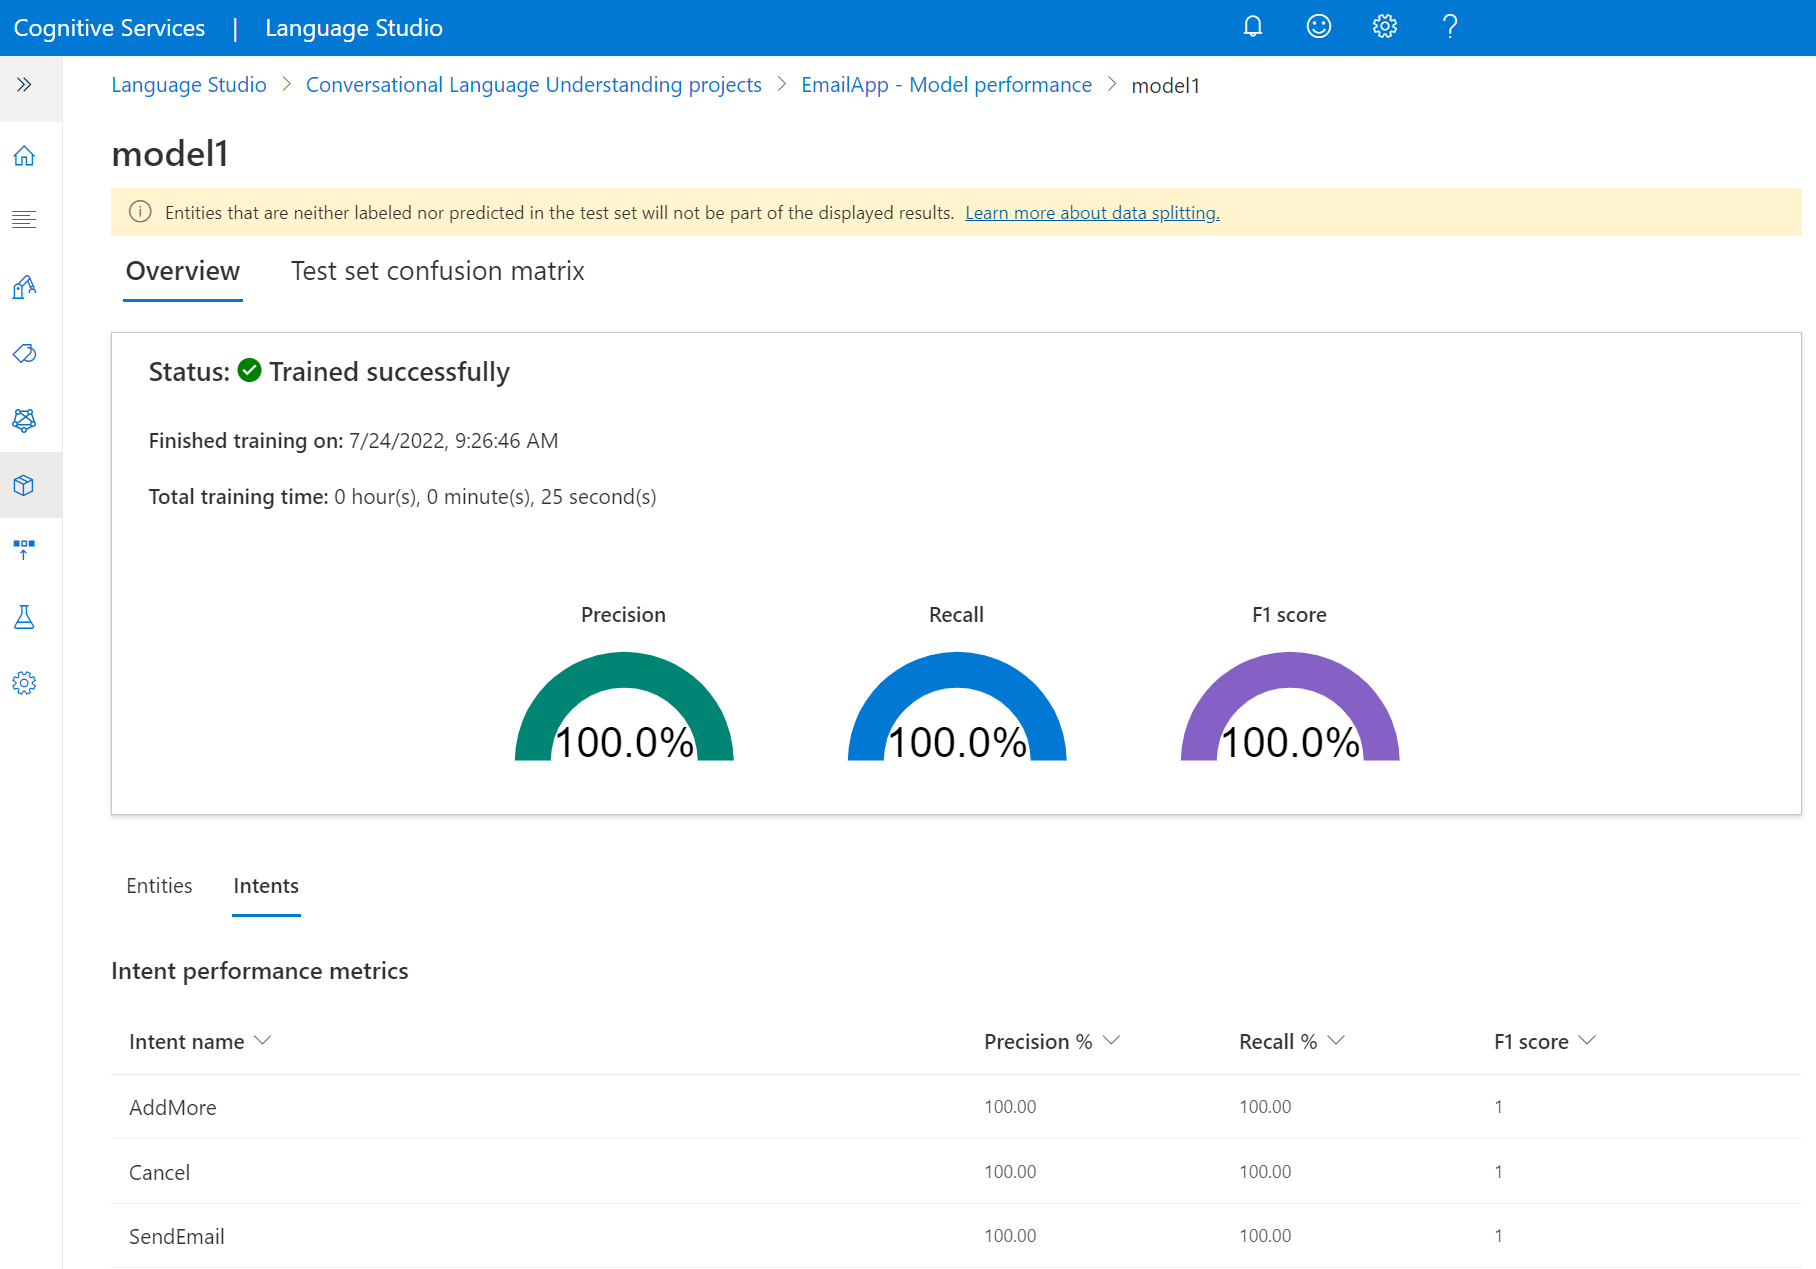 Cognitive Services | Language Studio
Language Studio > Conversational Language Understanding projects > EmailApp - Model performance > model1
model1
Entities that are neither labeled nor predicted in the test set will not be part of the displayed results. Learn more about data splitting.
Overview Test set confusion matrix
Status: Trained successfully
Finished training on: 7/24/2022, 9:26:46 AM
Total training time: 0 hour(s), 0 minute(s), 25 second(s)
Precision Recall F1 score
100.0% 100.0% 100.0%
Entities Intents
Intent performance metrics
Intent name Precision % Recall % F1 score
AddMore 100.00 100.00 1
Cancel 100.00 100.00 1
SendEmail 100.00 100.00 1